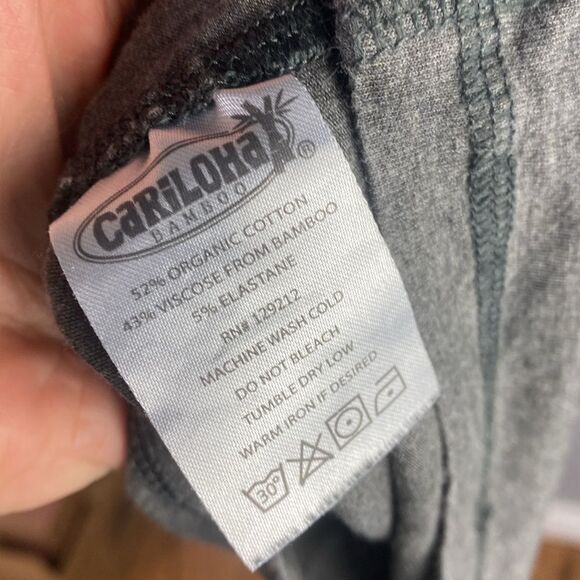 CARiLOHA ®
BAMBOO
52% ORGANIC COTTON
43% VISCOSE FROM BAMBOO
5% ELASTANE
RN# 129212
MACHINE WASH COLD
DO NOT BLEACH
TUMBLE DRY LOW
WARM IRON IF DESIRED
30°